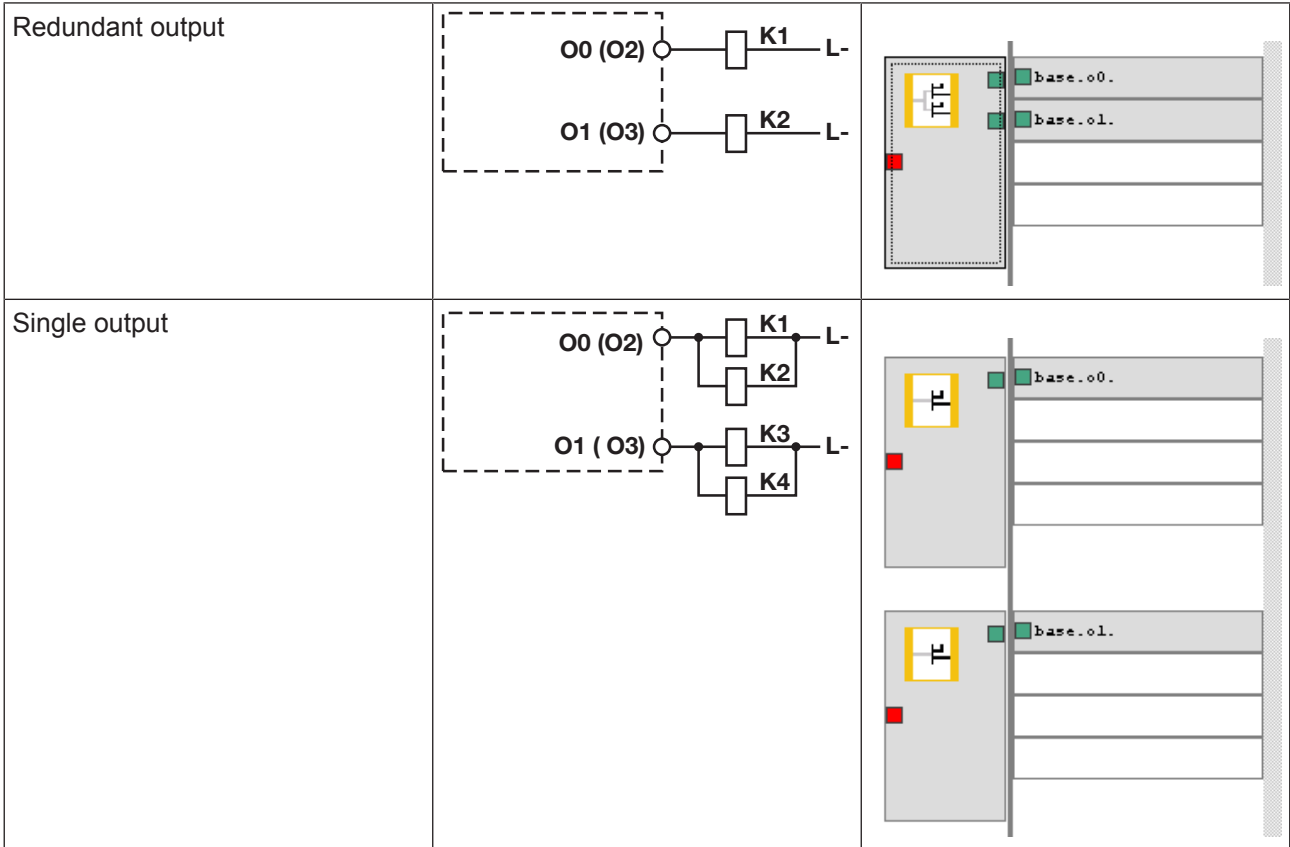 Redundant output
O0 (O2) K1 L-
O1 (O3) K2 L-
base.o0.
base.o1.
Single output
O0 (O2) K1 L-
K2
O1 ( O3) K3 L-
K4
base.o0.
base.o1.